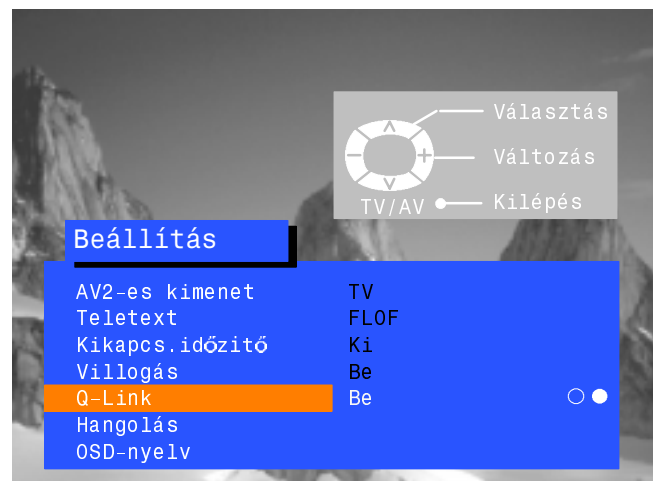 Választás
Változás
TV/AV Kilépés
Beállítás
AV2-es kimenet TV
Teletext FLOF
Kikapcs.időzitő Ki
Villogás Be
Q-Link Be
Hangolás
OSD-nyelv